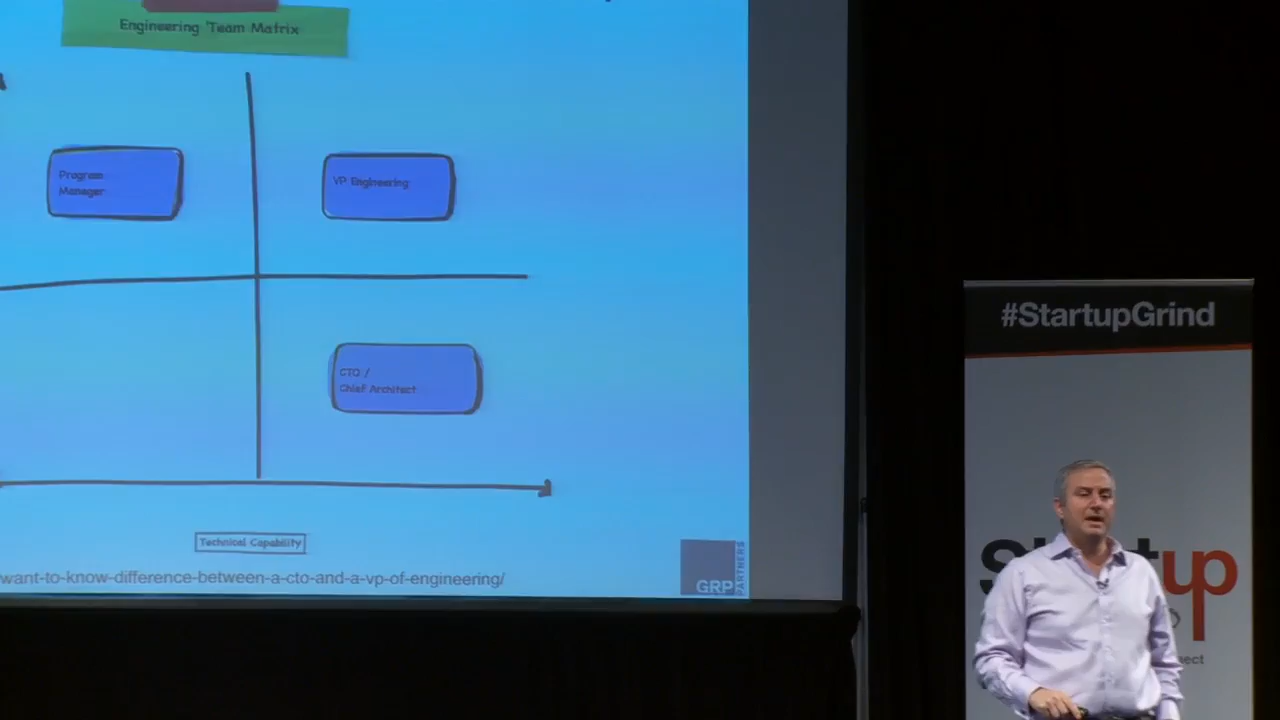 Engineering Team Matrix
Program
Manager
VP Engineering
CTO /
Chief Architect
Technical Capability
want-to-know-difference-between-a-cto-and-a-vp-of-engineering/
GRP
PARTNERS
#StartupGrind
Startup